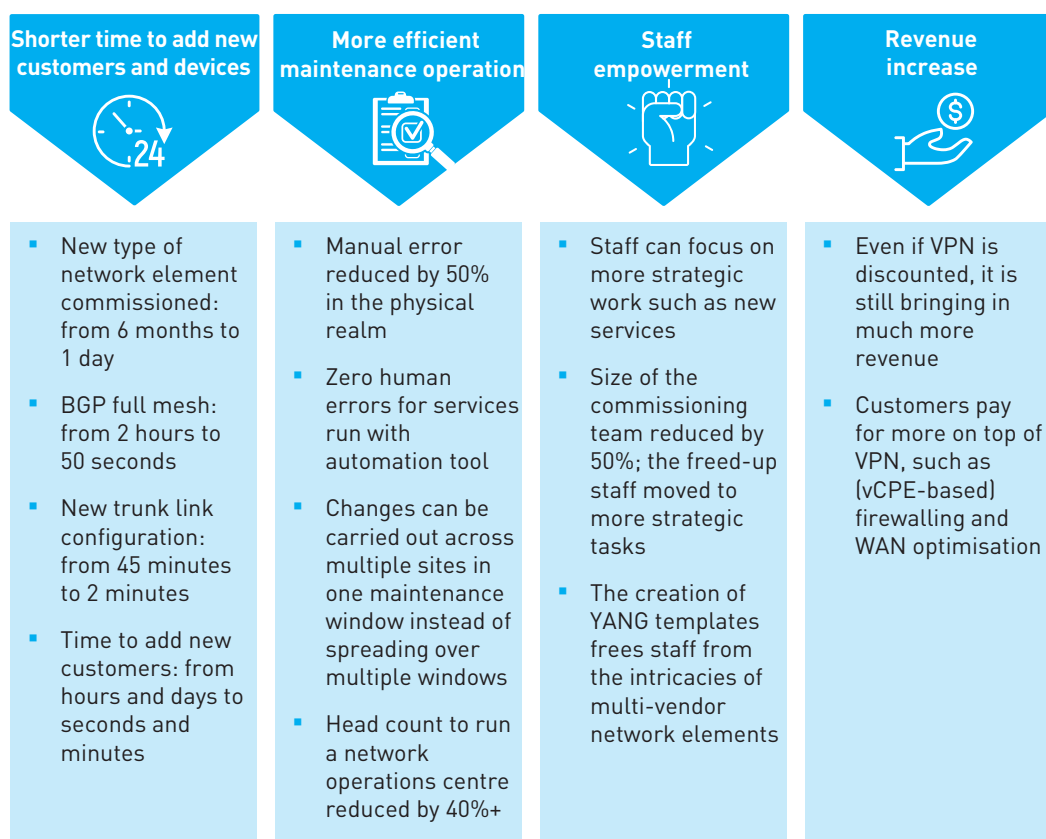 Shorter time to add new
customers and devices
24
New type of
network element
commissioned:
from 6 months to
1 day
BGP full mesh:
from 2 hours to
50 seconds
New trunk link
configuration:
from 45 minutes
to 2 minutes
Time to add new
customers: from
hours and days to
seconds and
minutes
More efficient
maintenance operation
Manual error
reduced by 50%
in the physical
realm
Zero human
errors for services
run with
automation tool
Changes can be
carried out across
multiple sites in
one maintenance
window instead of
spreading over
multiple windows
Head count to run
a network
operations centre
reduced by 40%+
Staff
empowerment
Staff can focus on
more strategic
work such as new
services
Size of the
commissioning
team reduced by
50%; the freed-up
staff moved to
more strategic
tasks
The creation of
YANG templates
frees staff from
the intricacies of
multi-vendor
network elements
Revenue
increase
$
Even if VPN is
discounted, it is
still bringing in
much more
revenue
Customers pay
for more on top of
VPN, such as
(vCPE-based)
firewalling and
WAN optimisation